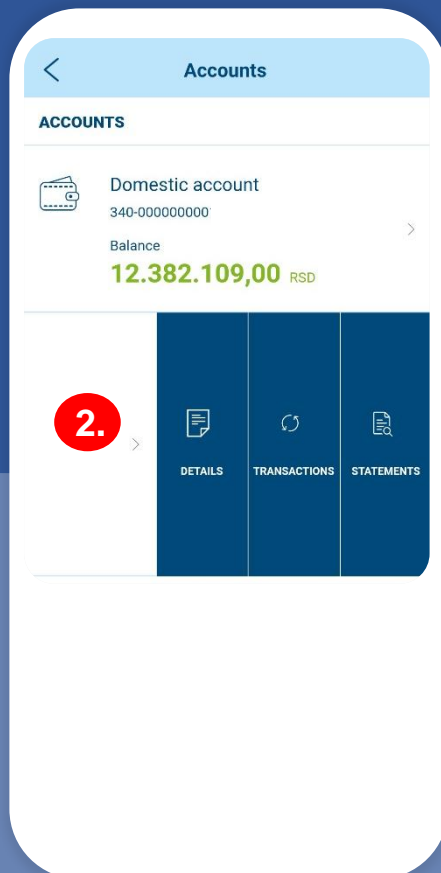 Accounts
ACCOUNTS
Domestic account
340-000000000
Balance
12.382.109,00 RSD
2.
DETAILS
TRANSACTIONS
STATEMENTS